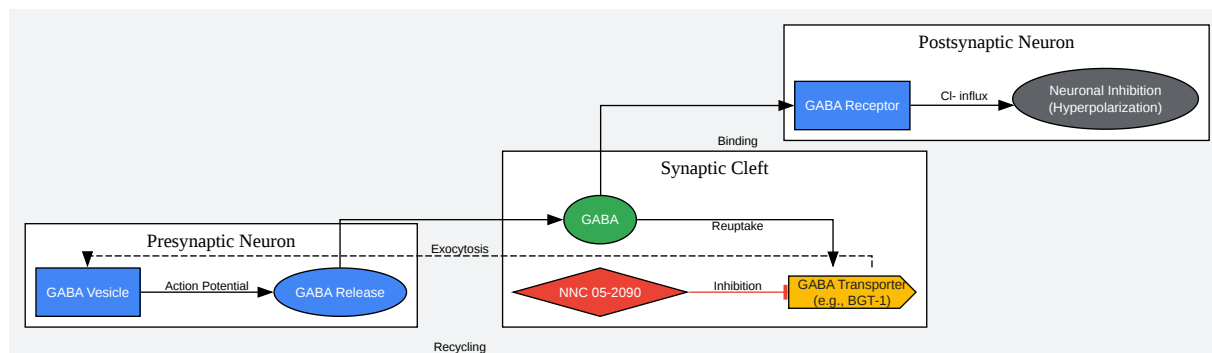 Postsynaptic Neuron
GABA Receptor
Cl- influx
Neuronal Inhibition
(Hyperpolarization)
Binding
Synaptic Cleft
GABA
Reuptake
Presynaptic Neuron
Exocytosis
GABA Vesicle
Action Potential
GABA Release
NNC 05-2090
Inhibition
GABA Transporter
(e.g., BGT-1)
Recycling